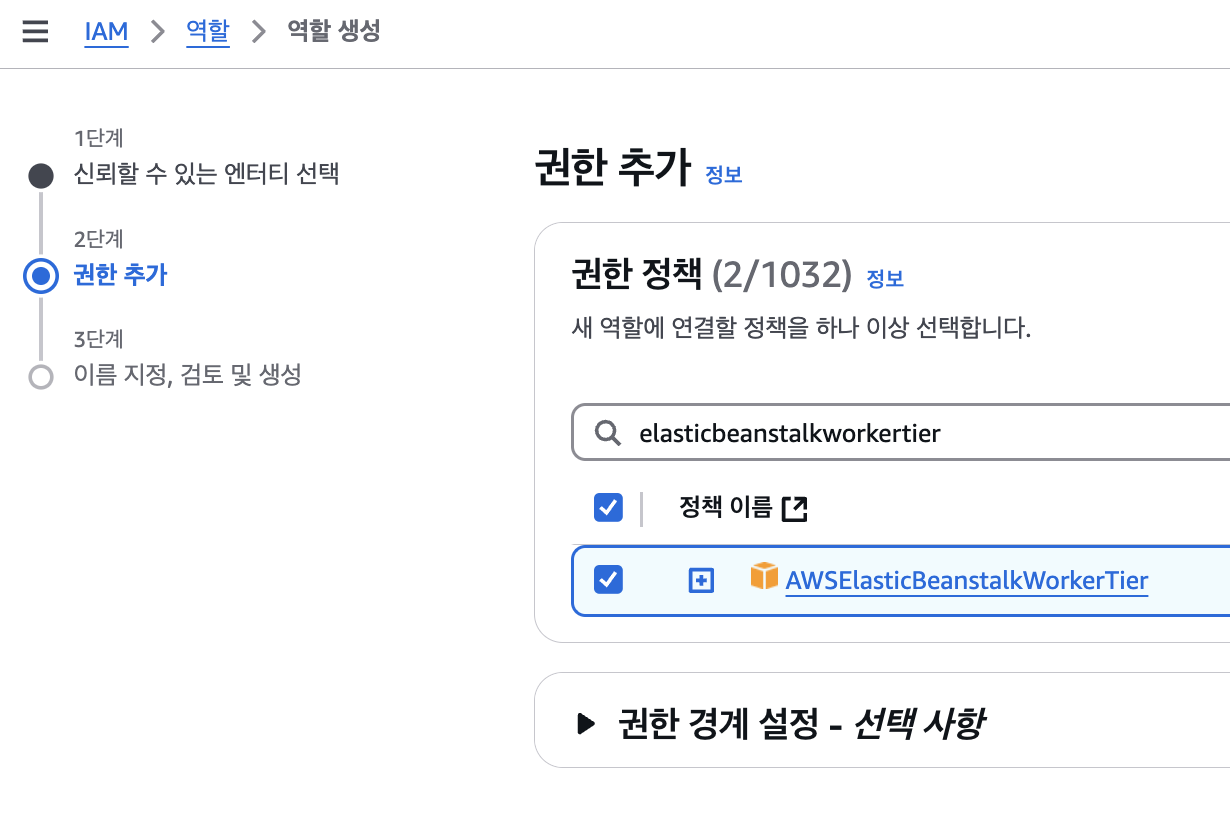 IAM > 역할 > 역할 생성
1단계
신뢰할 수 있는 엔터티 선택
2단계
권한 추가
3단계
이름 지정, 검토 및 생성
권한 추가 정보
권한 정책 (2/1032) 정보
새 역할에 연결할 정책을 하나 이상 선택합니다.
elasticbeanstalkworkertier
정책 이름
AWSElasticBeanstalkWorkerTier
권한 경계 설정 - 선택 사항